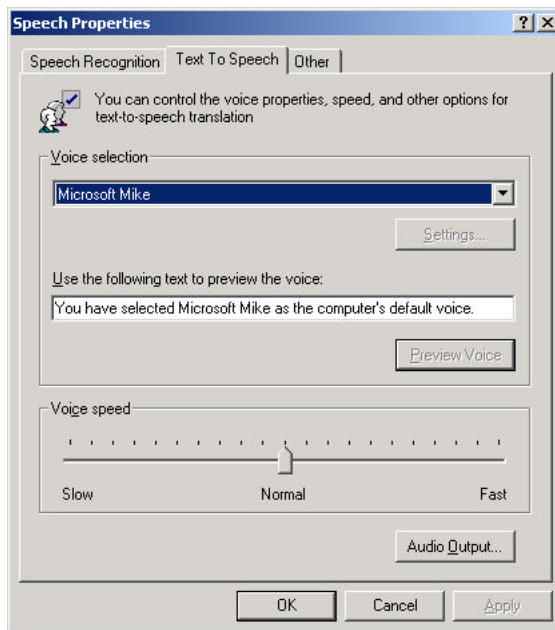 Speech Properties
Speech Recognition Text To Speech Other
You can control the voice properties, speed, and other options for
text-to-speech translation
Voice selection
Microsoft Mike
Settings...
Use the following text to preview the voice:
You have selected Microsoft Mike as the computer's default voice.
Preview Voice
Voice speed
Slow Normal Fast
Audio Output...
OK Cancel Apply